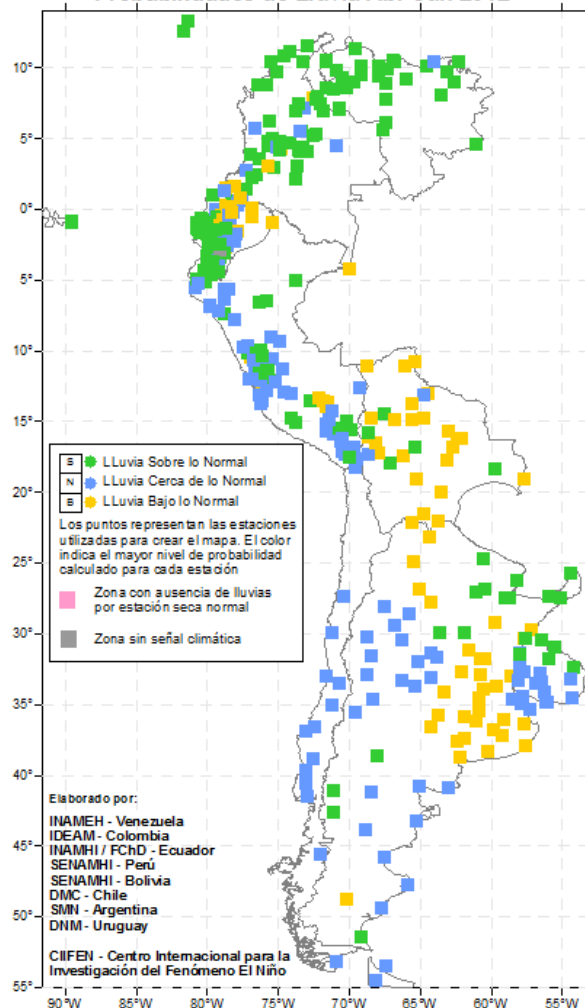 10°
5°
0°
5°
10°
15°
S LLuvia Sobre lo Normal
N LLuvia Cerca de lo Normal
B LLuvia Bajo lo Normal
Los puntos representan las estaciones
utilizadas para crear el mapa. El color
indica el mayor nivel de probabilidad
calculado para cada estación
Zona con ausencia de lluvias
por estación seca normal
Zona sin señal climática
20°
25°
30°
35°
40°
Elaborado por:
INAMEH - Venezuela
IDEAM - Colombia
INAMHI / FChD - Ecuador
SENAMHI - Perú
SENAMHI - Bolivia
DMC - Chile
SMN - Argentina
DNM - Uruguay
CIIFEN - Centro Internacional para la
Investigación del Fenómeno El Niño
45°
50°
55°
90°W 85°W 80°W 75°W 70°W 65°W 60°W 55°W